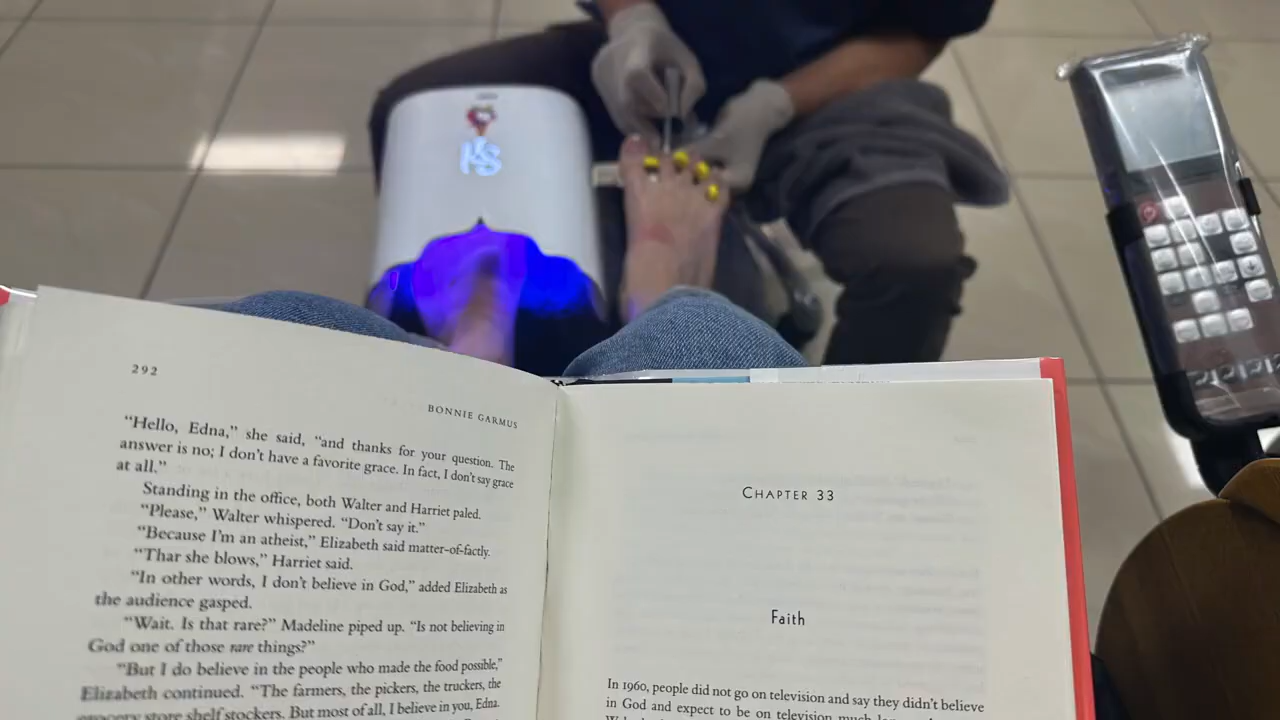 KS
292
BONNIE GARMUS
“Hello, Edna,” she said, “and thanks for your question. The
answer is no; I don’t have a favorite grace. In fact, I don’t say grace
at all.”
Standing in the office, both Walter and Harriet paled.
“Please,” Walter whispered. “Don’t say it.”
“Because I’m an atheist,” Elizabeth said matter-of-factly.
“Thar she blows,” Harriet said.
“In other words, I don’t believe in God,” added Elizabeth as
the audience gasped.
“Wait. Is that rare?” Madeline piped up. “Is not believing in
God one of those rare things?”
“But I do believe in the people who made the food possible,”
Elizabeth continued. “The farmers, the pickers, the truckers, the
grocery store shelf stockers. But most of all, I believe in you, Edna.
CHAPTER 33
Faith
In 1960, people did not go on television and say they didn’t believe
in God and expect to be on television much